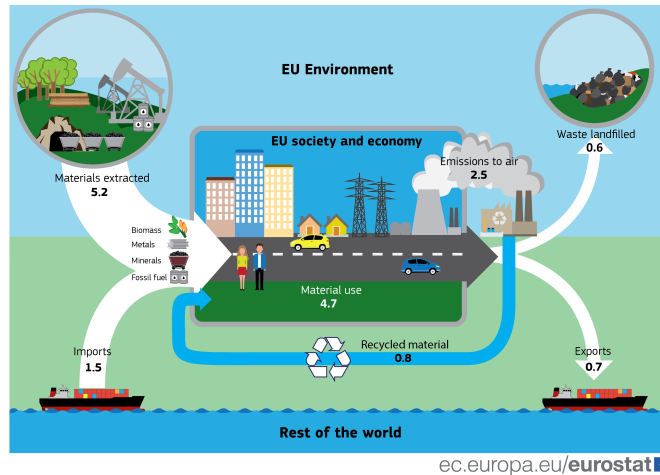 EU Environment
Materials extracted
5.2
EU society and economy
Emissions to air
2.5
Waste landfilled
0.6
Biomass
Metals
Minerals
Fossil fuel
Material use
4.7
Imports
1.5
Recycled material
0.8
Exports
0.7
Rest of the world
ec.europa.eu/eurostat